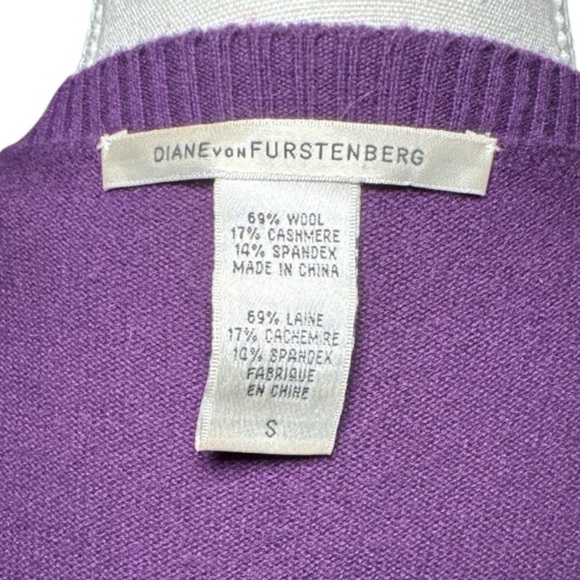 DIANE VON FURSTENBERG
69% WOOL
17% CASHMERE
14% SPANDEX
MADE IN CHINA
69% LAINE
17% CACHEMIRE
14% SPANDEX
FABRIQUE
EN CHINE
S